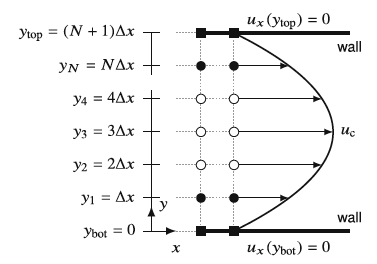 y_top = (N + 1)Δx
u_x(y_top) = 0
wall
y_N = NΔx
y_4 = 4Δx
y_3 = 3Δx
u_c
y_2 = 2Δx
y_1 = Δx
y
wall
y_bot = 0
x
u_x(y_bot) = 0